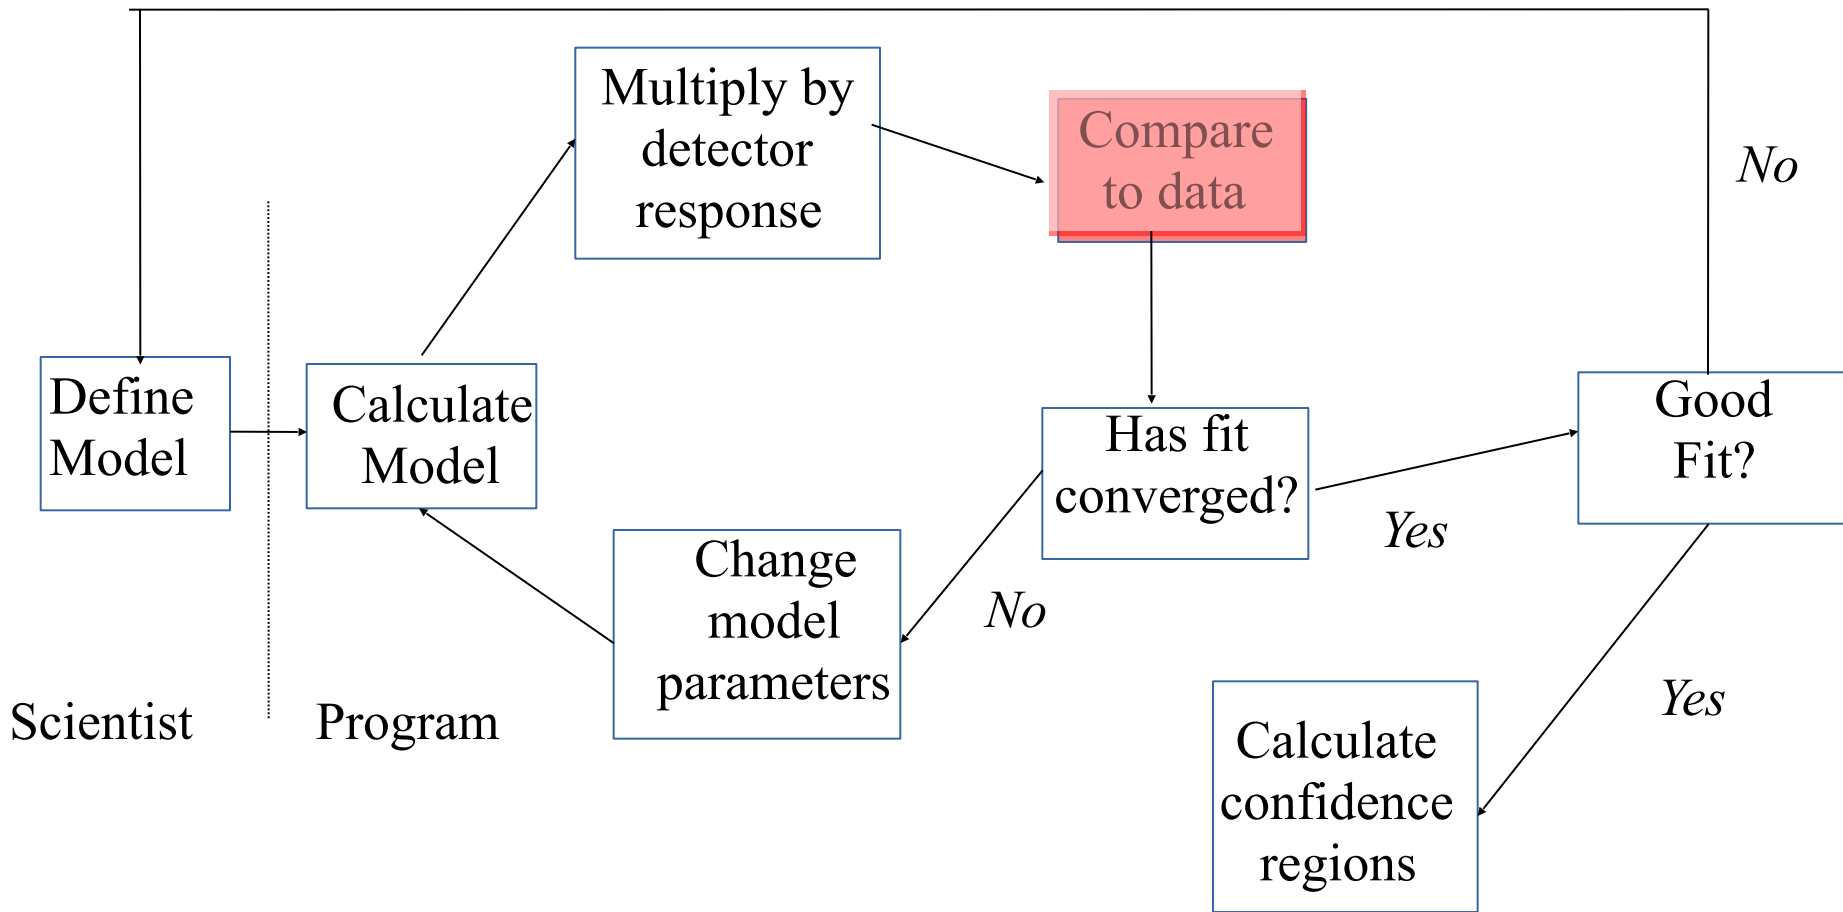 Multiply by
detector
response
Compare
to data
No
Define
Model
Calculate
Model
Has fit
converged?
Good
Fit?
Yes
Change
model
parameters
No
Yes
Scientist
Program
Calculate
confidence
regions